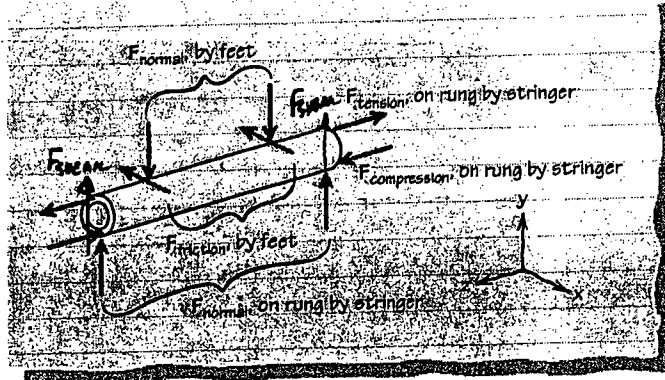 Fnormal, by feet
FSHEAR Ftension, on rung by stringer
FSHEAR
Fcompression, on rung by stringer
Ffriction, by feet
y
Fnormal, on rung by stringer
x